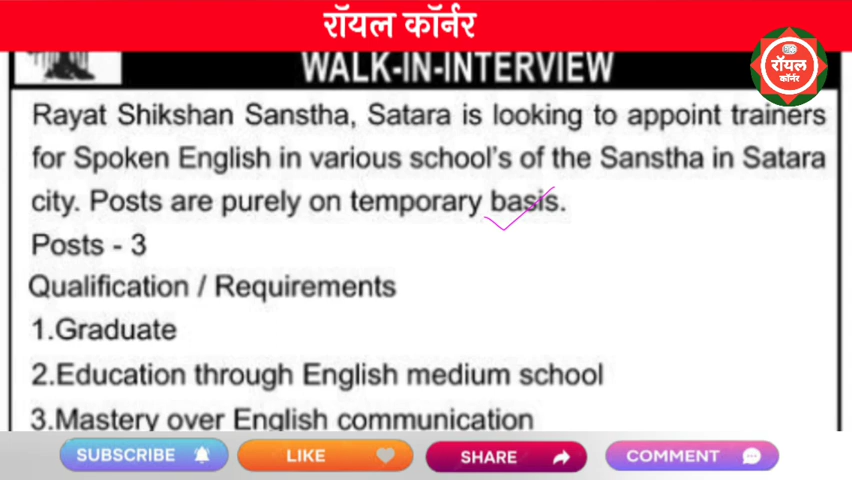 रॉयल कॉर्नर
WALK-IN-INTERVIEW
रॉयल
कॉर्नर
Rayat Shikshan Sanstha, Satara is looking to appoint trainers
for Spoken English in various school's of the Sanstha in Satara
city. Posts are purely on temporary basis.
Posts - 3
Qualification / Requirements
1.Graduate
2.Education through English medium school
3.Mastery over English communication
SUBSCRIBE
LIKE
SHARE
COMMENT